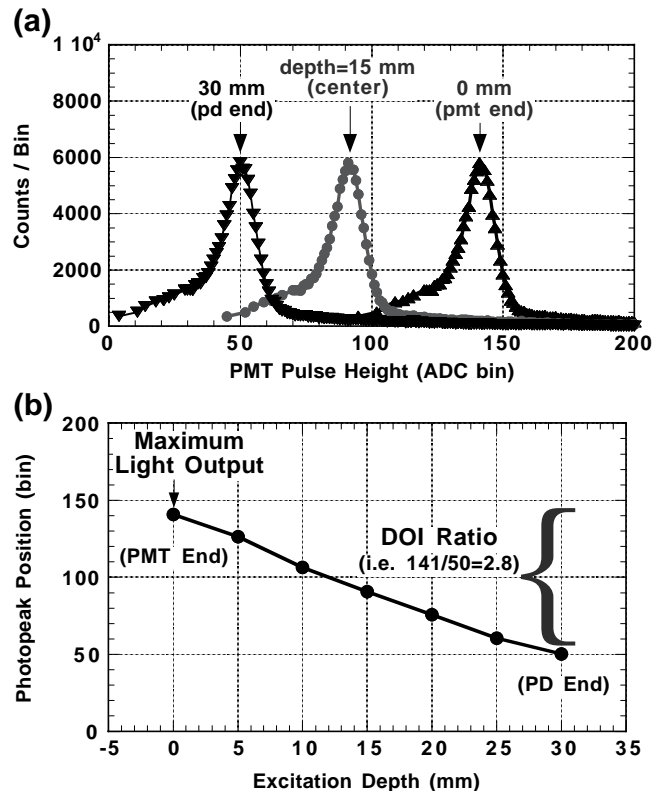 (a)
1 10⁴
8000
6000
4000
2000
0
Counts / Bin
30 mm
(pd end)
depth=15 mm
(center)
0 mm
(pmt end)
0 50 100 150 200
PMT Pulse Height (ADC bin)
(b)
200
150
100
50
0
Photopeak Position (bin)
Maximum
Light Output
(PMT End)
DOI Ratio
(i.e. 141/50=2.8)
{
(PD End)
-5 0 5 10 15 20 25 30 35
Excitation Depth (mm)